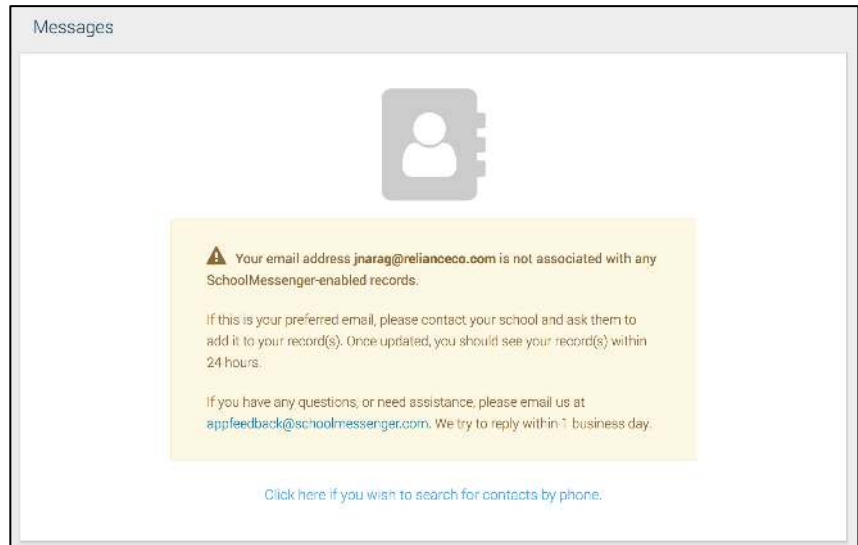 Messages
Your email address jnarag@relianceco.com is not associated with any
SchoolMessenger-enabled records.
If this is your preferred email, please contact your school and ask them to
add it to your record(s). Once updated, you should see your record(s) within
24 hours.
If you have any questions, or need assistance, please email us at
appfeedback@schoolmessenger.com. We try to reply within 1 business day.
Click here if you wish to search for contacts by phone.